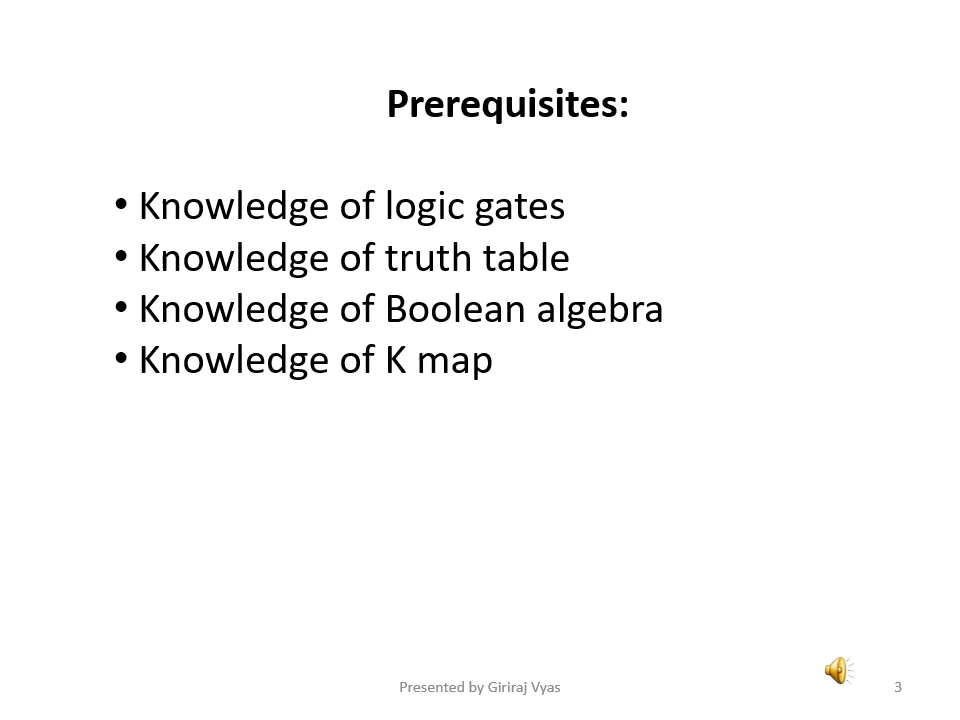 Prerequisites:
• Knowledge of logic gates
• Knowledge of truth table
• Knowledge of Boolean algebra
• Knowledge of K map
Presented by Giriraj Vyas
3